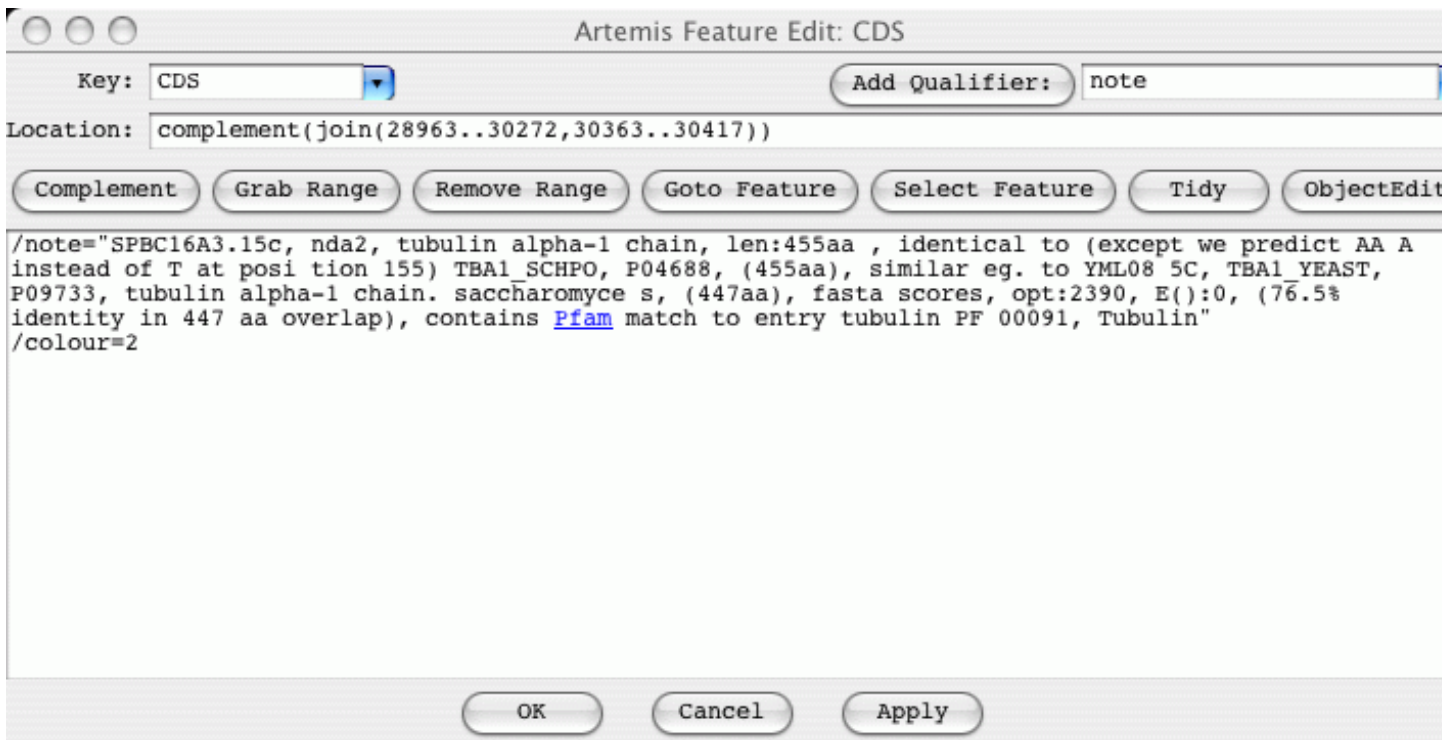 Artemis Feature Edit: CDS
Key: CDS Add Qualifier: note
Location: complement(join(28963..30272,30363..30417))
Complement Grab Range Remove Range Goto Feature Select Feature Tidy ObjectEdit
/note="SPBC16A3.15c, nda2, tubulin alpha-1 chain, len:455aa , identical to (except we predict AA A
instead of T at posi tion 155) TBA1_SCHPO, P04688, (455aa), similar eg. to YML08 5C, TBA1_YEAST,
P09733, tubulin alpha-1 chain. saccharomyce s, (447aa), fasta scores, opt:2390, E():0, (76.5%
identity in 447 aa overlap), contains Pfam match to entry tubulin PF 00091, Tubulin"
/colour=2
OK Cancel Apply